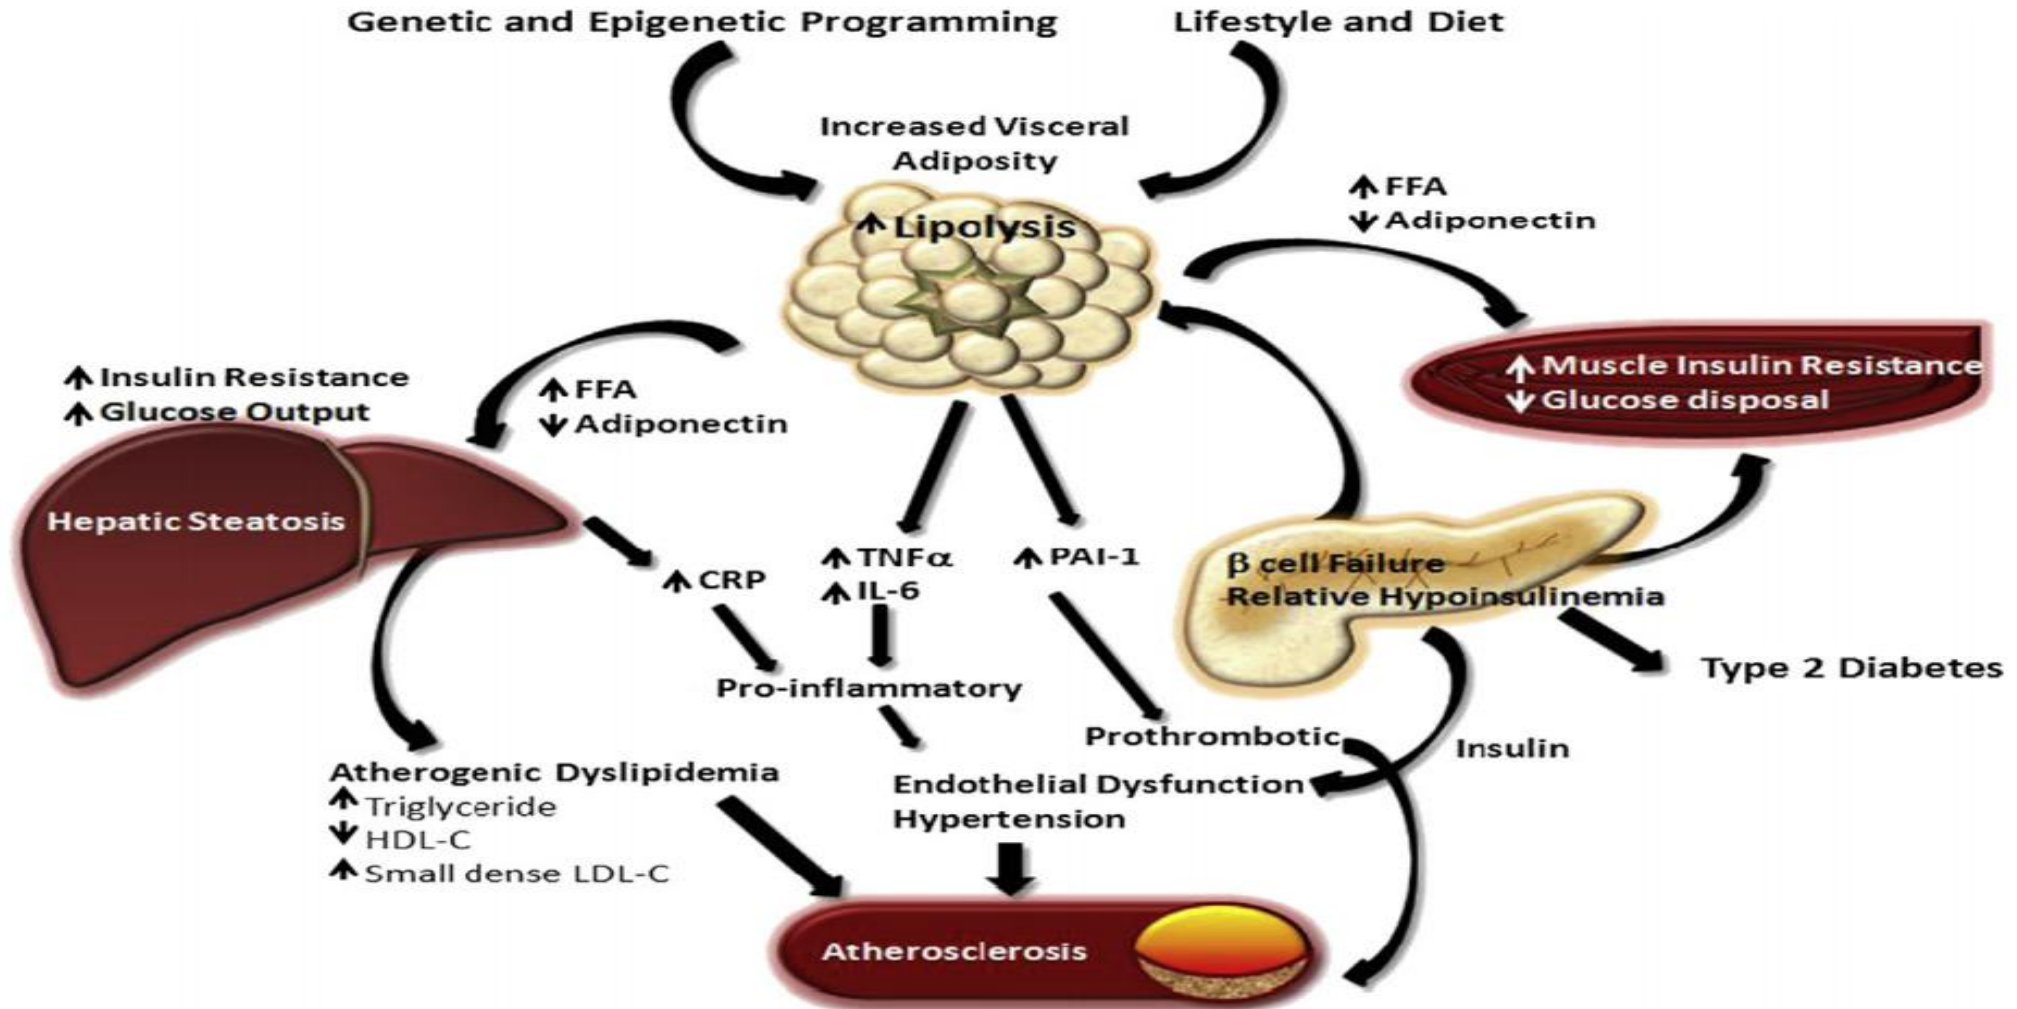 Genetic and Epigenetic Programming
Lifestyle and Diet
Increased Visceral
Adiposity
↑ Lipolysis
↑ FFA
↓ Adiponectin
↑ Muscle Insulin Resistance
↓ Glucose disposal
↑ Insulin Resistance
↑ Glucose Output
↑ FFA
↓ Adiponectin
Hepatic Steatosis
↑ CRP
↑ TNFα
↑ IL-6
↑ PAI-1
β cell Failure
Relative Hypoinsulinemia
Type 2 Diabetes
Pro-inflammatory
Prothrombotic
Insulin
Atherogenic Dyslipidemia
↑ Triglyceride
↓ HDL-C
↑ Small dense LDL-C
Endothelial Dysfunction
Hypertension
Atherosclerosis